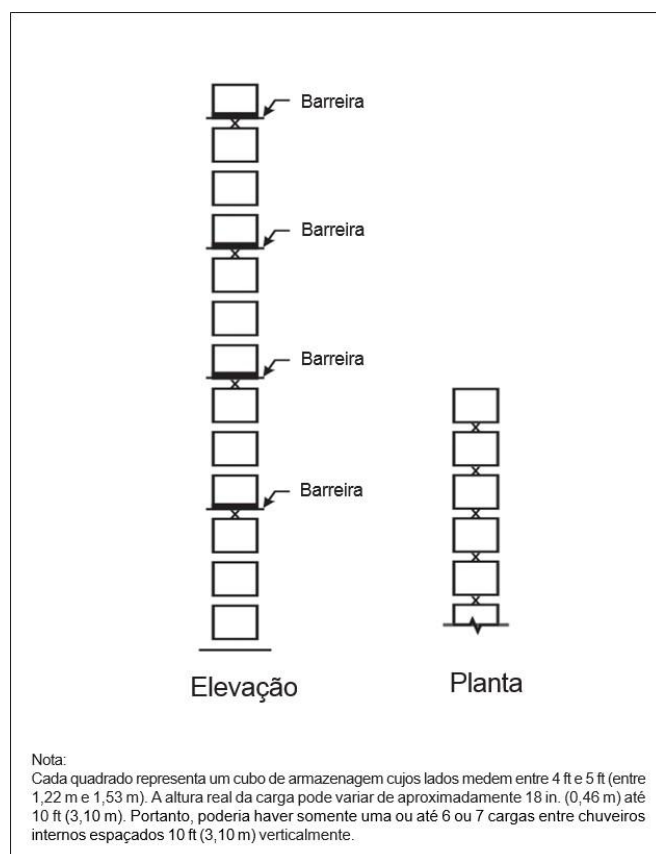 Barreira
Barreira
Barreira
Barreira
Elevação
Planta
Nota:
Cada quadrado representa um cubo de armazenagem cujos lados medem entre 4 ft e 5 ft (entre
1,22 m e 1,53 m). A altura real da carga pode variar de aproximadamente 18 in. (0,46 m) até
10 ft (3,10 m). Portanto, poderia haver somente uma ou até 6 ou 7 cargas entre chuveiros
internos espaçados 10 ft (3,10 m) verticalmente.